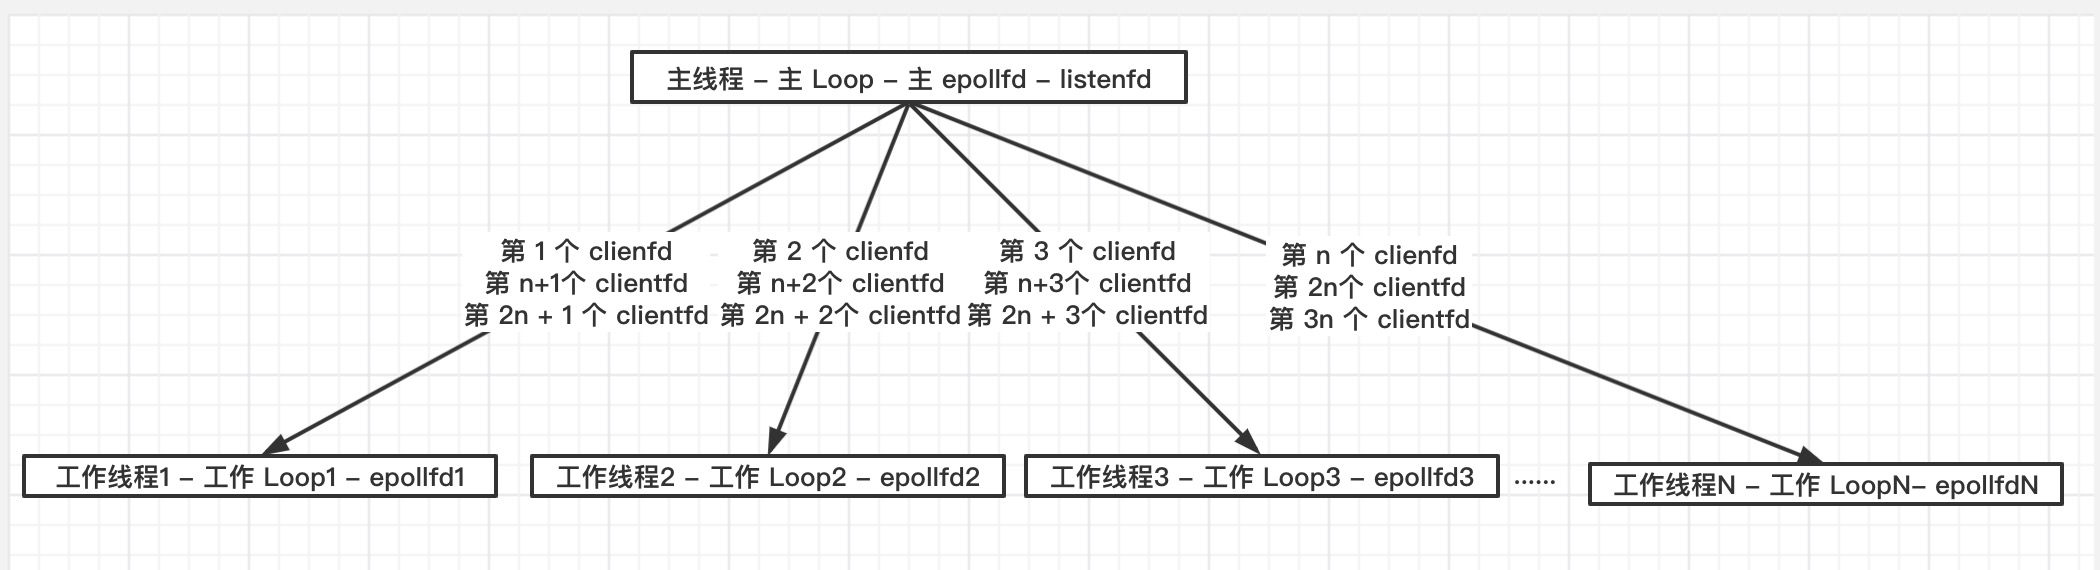 主线程 – 主 Loop – 主 epollfd – listenfd
第 1 个 clienfd
第 n+1个 clientfd
第 2n + 1 个 clientfd
第 2 个 clienfd
第 n+2个 clientfd
第 2n + 2个 clientfd
第 3 个 clienfd
第 n+3个 clientfd
第 2n + 3个 clientfd
第 n 个 clienfd
第 2n个 clientfd
第 3n 个 clientfd
工作线程1 – 工作 Loop1 – epollfd1
工作线程2 – 工作 Loop2 – epollfd2
工作线程3 – 工作 Loop3 – epollfd3
······
工作线程N – 工作 LoopN– epollfdN